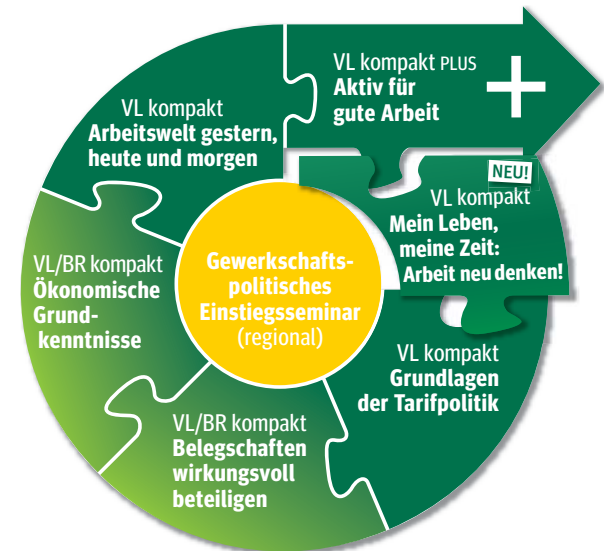 VL kompakt PLUS
Aktiv für
gute Arbeit
+
VL kompakt
Arbeitswelt gestern,
heute und morgen
NEU!
VL kompakt
Mein Leben,
meine Zeit:
Arbeit neu denken!
Gewerkschafts-
politisches
Einstiegsseminar
(regional)
VL/BR kompakt
Ökonomische
Grund-
kenntnisse
VL kompakt
Grundlagen
der Tarifpolitik
VL/BR kompakt
Belegschaften
wirkungsvoll
beteiligen